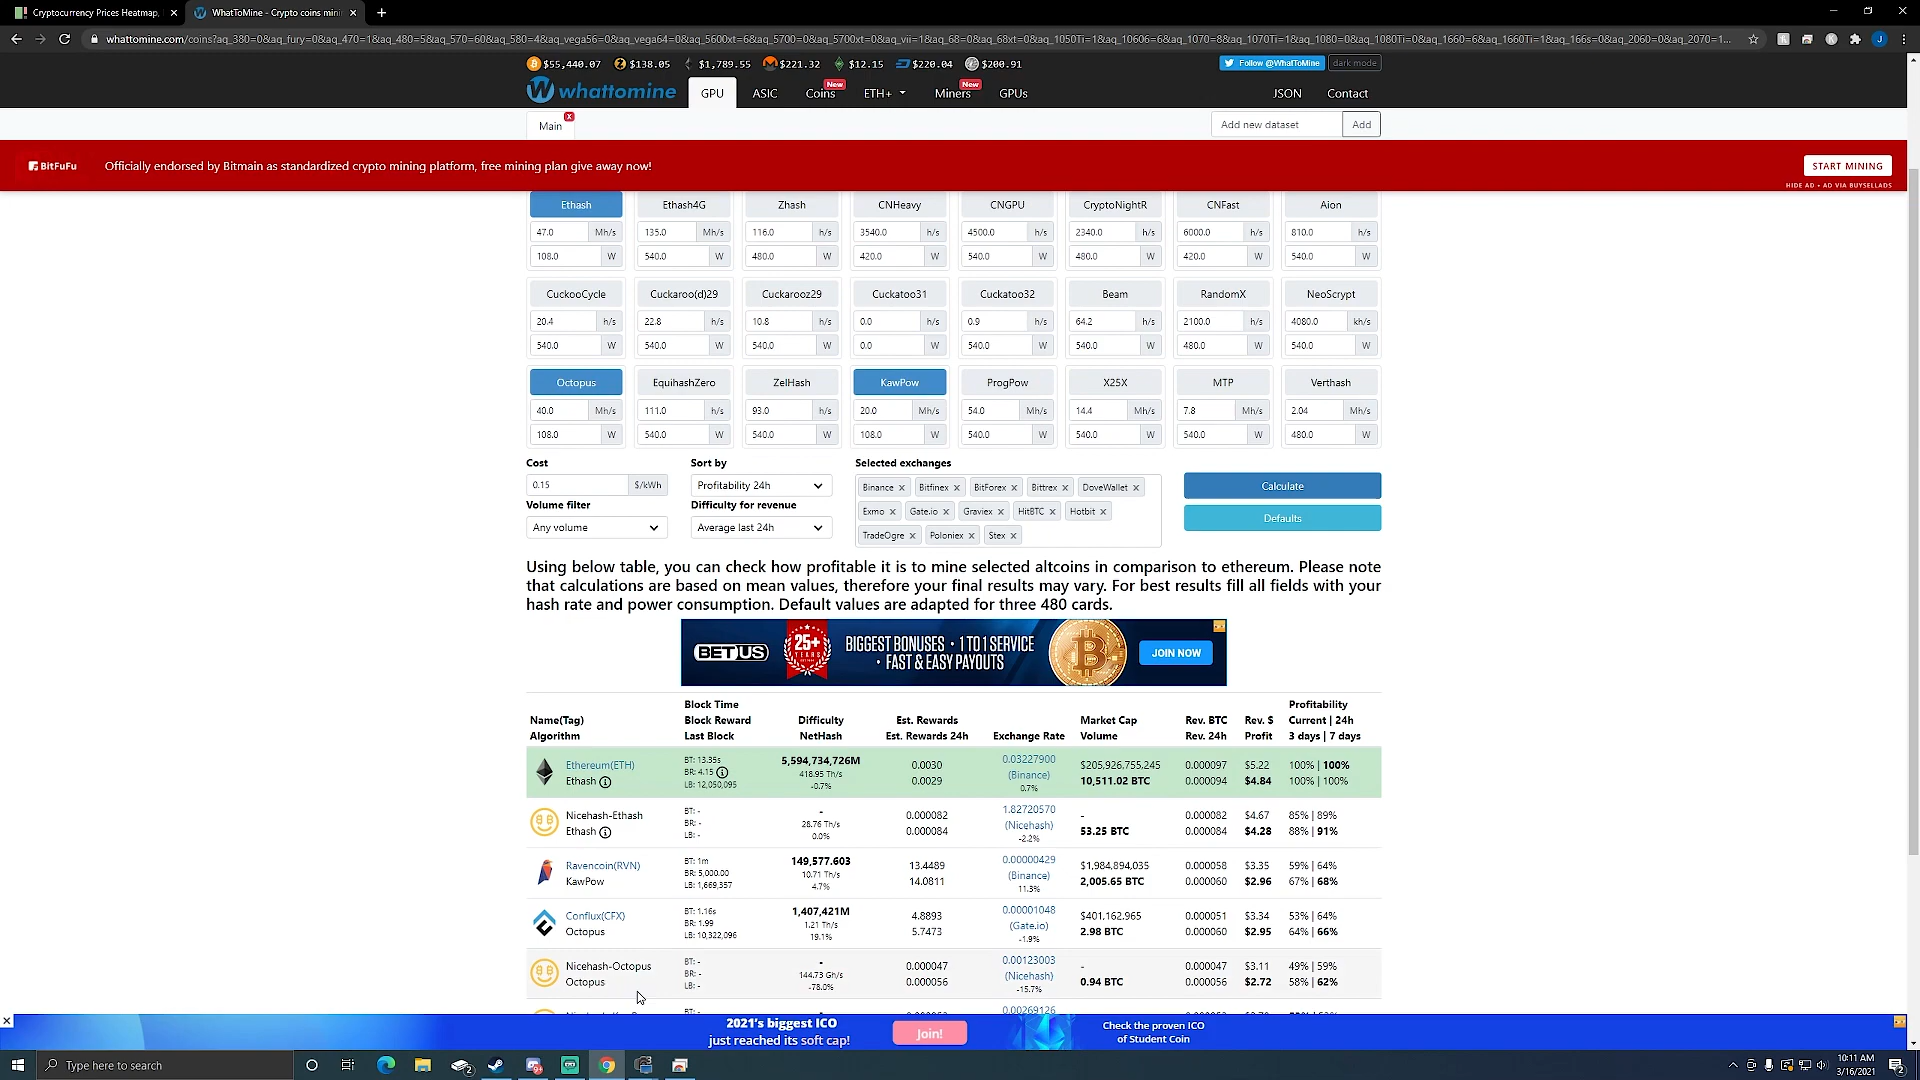 Cryptocurrency Prices Heatmap,
WhatToMine - Crypto coins mini
whattomine.com/coins?aq_380=0&aq_fury=0&aq_470=1&aq_480=5&aq_570=60&aq_580=4&aq_vega56=0&aq_vega64=0&aq_5600xt=6&aq_5700=0&aq_5700xt=0&aq_vii=1&aq_68=0&aq_68xt=0&aq_1050Ti=1&aq_10606=6&aq_1070=8&aq_1070Ti=1&aq_1080=0&aq_1080Ti=0&aq_1660=6&aq_1660Ti=1&aq_166s=0&aq_2060=0&aq_2070=1...
$55,440.07 $138.05 $1,789.55 $221.32 $12.15 $220.04 $200.91 Follow @WhatToMine dark mode
whattomine GPU ASIC Coins New ETH+ Miners New GPUs JSON Contact
Main x Add new dataset Add
BitFuFu Officially endorsed by Bitmain as standardized crypto mining platform, free mining plan give away now! START MINING
HIDE AD • AD VIA BUYSELLADS
Ethash Ethash4G Zhash CNHeavy CNGPU CryptoNightR CNFast Aion
47.0 Mh/s 135.0 Mh/s 116.0 h/s 3540.0 h/s 4500.0 h/s 2340.0 h/s 6000.0 h/s 810.0 h/s
108.0 W 540.0 W 480.0 W 420.0 W 540.0 W 480.0 W 420.0 W 540.0 W
CuckooCycle Cuckaroo(d)29 Cuckarooz29 Cuckatoo31 Cuckatoo32 Beam RandomX NeoScrypt
20.4 h/s 22.8 h/s 10.8 h/s 0.0 h/s 0.9 h/s 64.2 h/s 2100.0 h/s 4080.0 kh/s
540.0 W 540.0 W 540.0 W 0.0 W 540.0 W 540.0 W 480.0 W 540.0 W
Octopus EquihashZero ZelHash KawPow ProgPow X25X MTP Verthash
40.0 Mh/s 111.0 h/s 93.0 h/s 20.0 Mh/s 54.0 Mh/s 14.4 Mh/s 7.8 Mh/s 2.04 Mh/s
108.0 W 540.0 W 540.0 W 108.0 W 540.0 W 540.0 W 540.0 W 480.0 W
Cost Sort by Selected exchanges
0.15 $/kWh Profitability 24h Binance × Bitfinex × BitForex × Bittrex × DoveWallet × Calculate
Volume filter Difficulty for revenue Exmo × Gate.io × Graviex × HitBTC × Hotbit × Defaults
Any volume Average last 24h TradeOgre × Poloniex × Stex ×
Using below table, you can check how profitable it is to mine selected altcoins in comparison to ethereum. Please note
that calculations are based on mean values, therefore your final results may vary. For best results fill all fields with your
hash rate and power consumption. Default values are adapted for three 480 cards.
BETUS 25+ YEARS BIGGEST BONUSES • 1 TO 1 SERVICE
• FAST & EASY PAYOUTS JOIN NOW
Block Time Profitability
Name(Tag) Block Reward Difficulty Est. Rewards Market Cap Rev. BTC Rev. $ Current | 24h
Algorithm Last Block NetHash Est. Rewards 24h Exchange Rate Volume Rev. 24h Profit 3 days | 7 days
Ethereum(ETH) BT: 13.35s 5,594,734,726M 0.0030 0.03227900 $205,926,755,245 0.000097 $5.22 100% | 100%
Ethash BR: 4.15 418.95 Th/s 0.0029 (Binance) 10,511.02 BTC 0.000094 $4.84 100% | 100%
LB: 12,050,095 -0.7% 0.7%
Nicehash-Ethash BT: - - 0.000082 1.82720570 - 0.000082 $4.67 85% | 89%
Ethash BR: - 28.76 Th/s 0.000084 (Nicehash) 53.25 BTC 0.000084 $4.28 88% | 91%
LB: - 0.0% -2.2%
Ravencoin(RVN) BT: 1m 149,577.603 13.4489 0.00000429 $1,984,894,035 0.000058 $3.35 59% | 64%
KawPow BR: 5,000.00 10.71 Th/s 14.0811 (Binance) 2,005.65 BTC 0.000060 $2.96 67% | 68%
LB: 1,669,357 4.7% 11.3%
Conflux(CFX) BT: 1.16s 1,407,421M 4.8893 0.00001048 $401,162,965 0.000051 $3.34 53% | 64%
Octopus BR: 1.99 1.21 Th/s 5.7473 (Gate.io) 2.98 BTC 0.000060 $2.95 64% | 66%
LB: 10,322,096 19.1% -1.9%
Nicehash-Octopus BT: - - 0.000047 0.00123003 - 0.000047 $3.11 49% | 59%
Octopus BR: - 144.73 Gh/s 0.000056 (Nicehash) 0.94 BTC 0.000056 $2.72 58% | 62%
LB: - -78.0% -15.7%
2021's biggest ICO
just reached its soft cap! Join! Check the proven ICO
of Student Coin
Type here to search 10:11 AM
3/16/2021